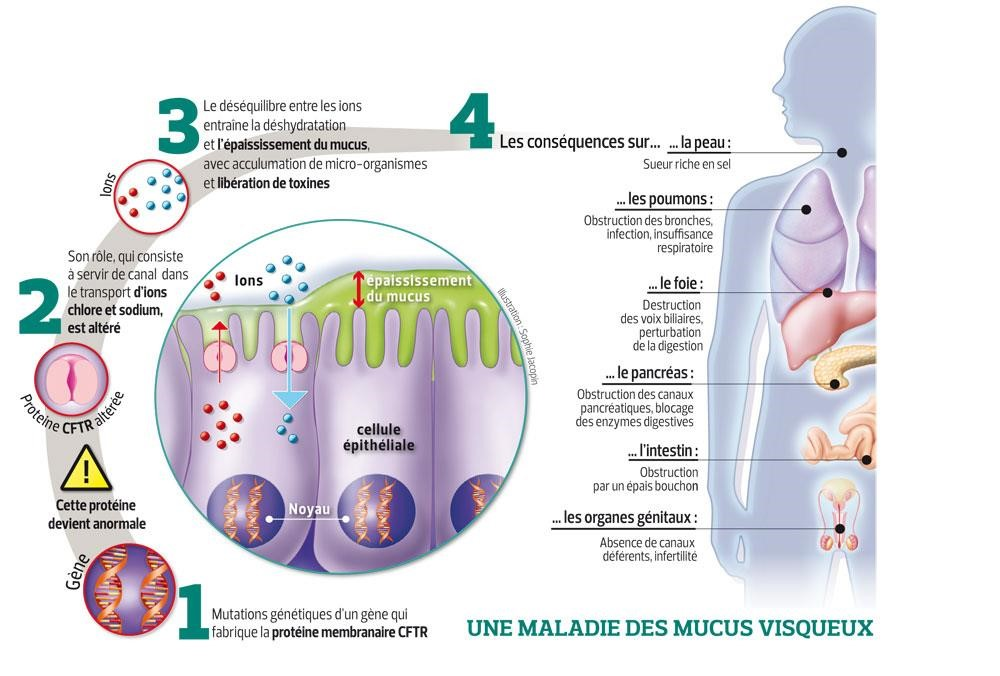 3
Le déséquilibre entre les ions
entraîne la déshydratation
et l'épaississement du mucus,
avec acculumation de micro-organismes
et libération de toxines
Ions
2
Son rôle, qui consiste
à servir de canal dans
le transport d'ions
chlore et sodium,
est altéré
Proteine CFTR altérée
!
Cette protéine
devient anormale
Gène
1
Mutations génétiques d'un gène qui
fabrique la protéine membranaire CFTR
Ions
épaississement
du mucus
cellule
épithéliale
Noyau
Illustration : Sophie Jacopin
4
Les conséquences sur... ... la peau :
Sueur riche en sel
... les poumons :
Obstruction des bronches,
infection, insuffisance
respiratoire
... le foie :
Destruction
des voix biliaires,
perturbation
de la digestion
... le pancréas :
Obstruction des canaux
pancréatiques, blocage
des enzymes digestives
... l'intestin :
Obstruction
par un épais bouchon
... les organes génitaux :
Absence de canaux
déférents, infertilité
UNE MALADIE DES MUCUS VISQUEUX